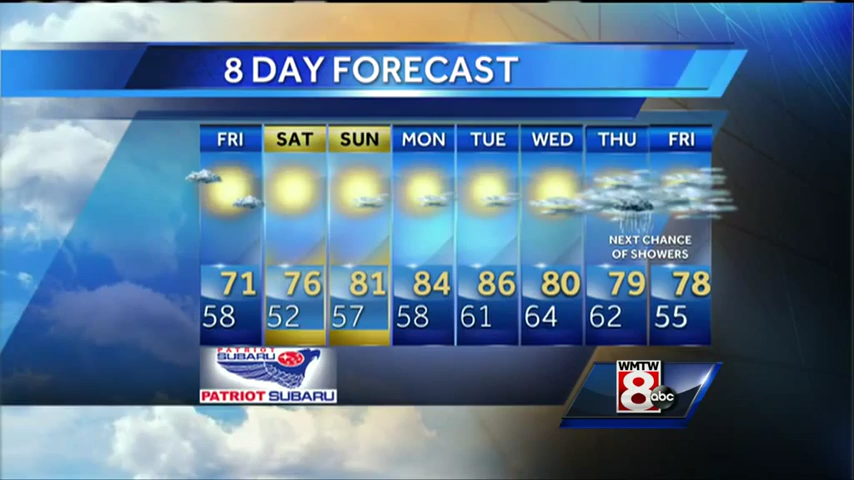 8 DAY FORECAST
FRI SAT SUN MON TUE WED THU FRI
NEXT CHANCE
OF SHOWERS
71 76 81 84 86 80 79 78
58 52 57 58 61 64 62 55
PATRIOT
SUBARU
PATRIOT SUBARU
WMTW
8 abc